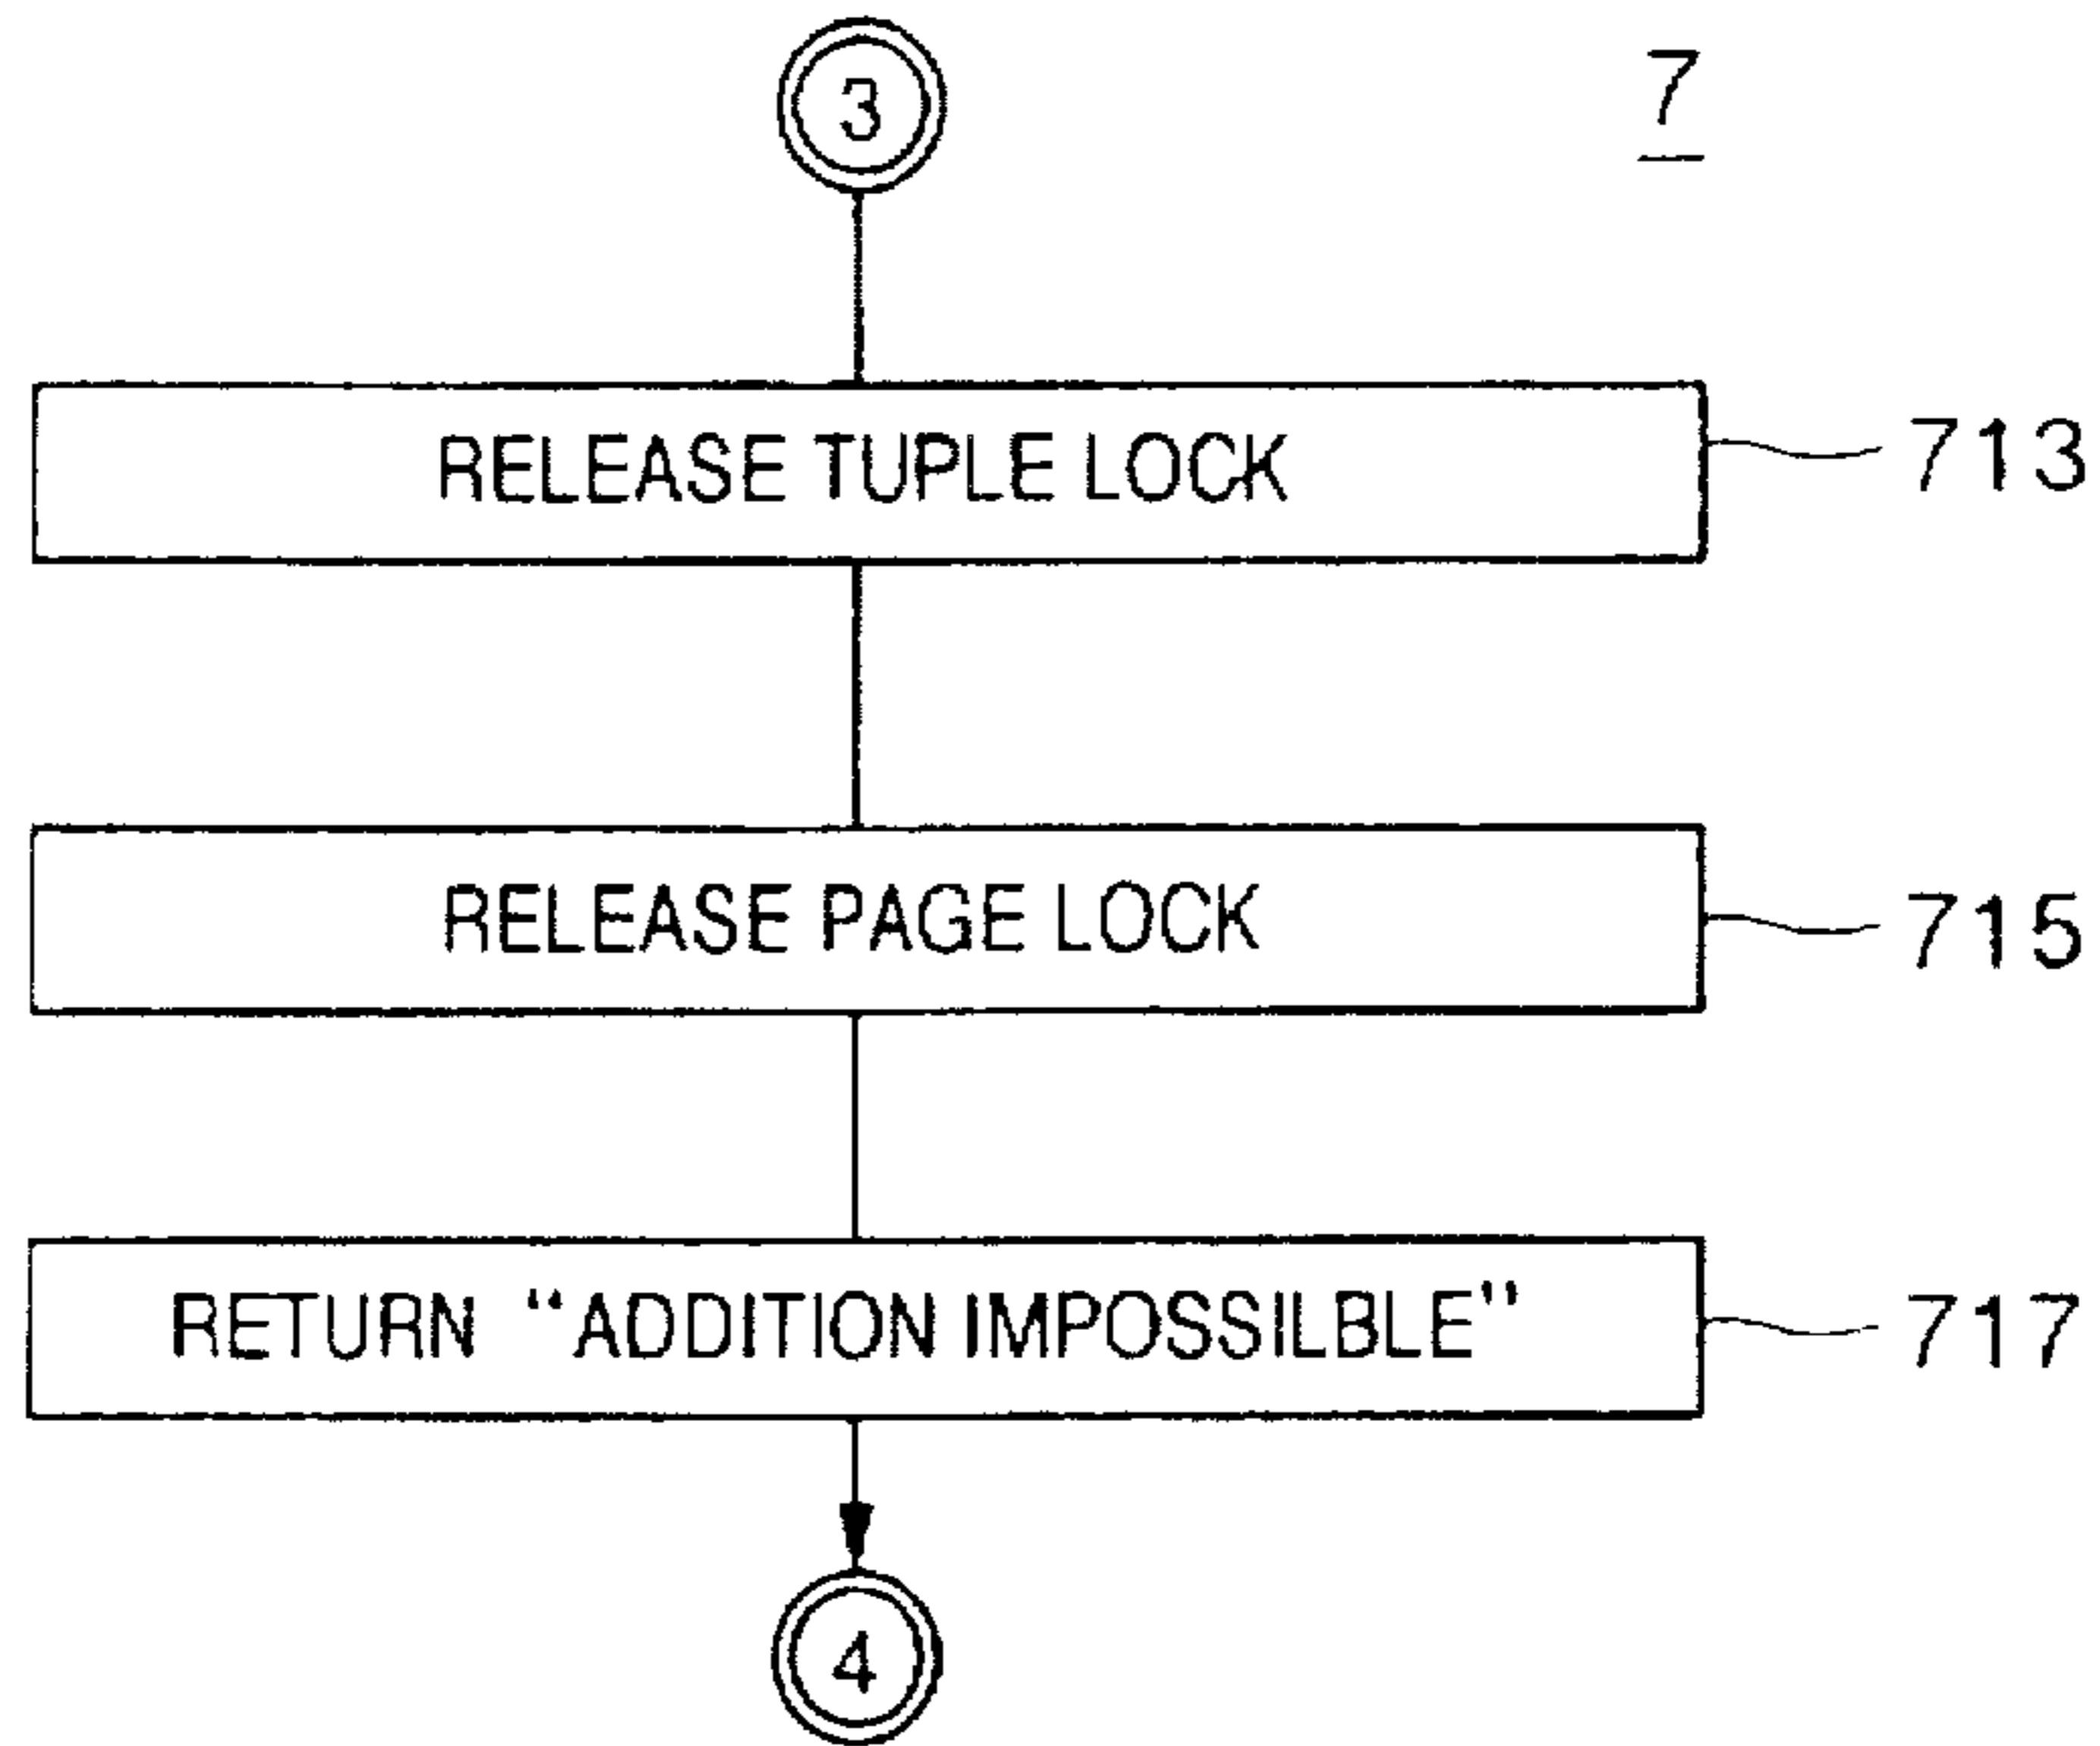 3
7
RELEASE TUPLE LOCK
713
RELEASE PAGE LOCK
715
RETURN "ADDITION IMPOSSILBLE"
717
4